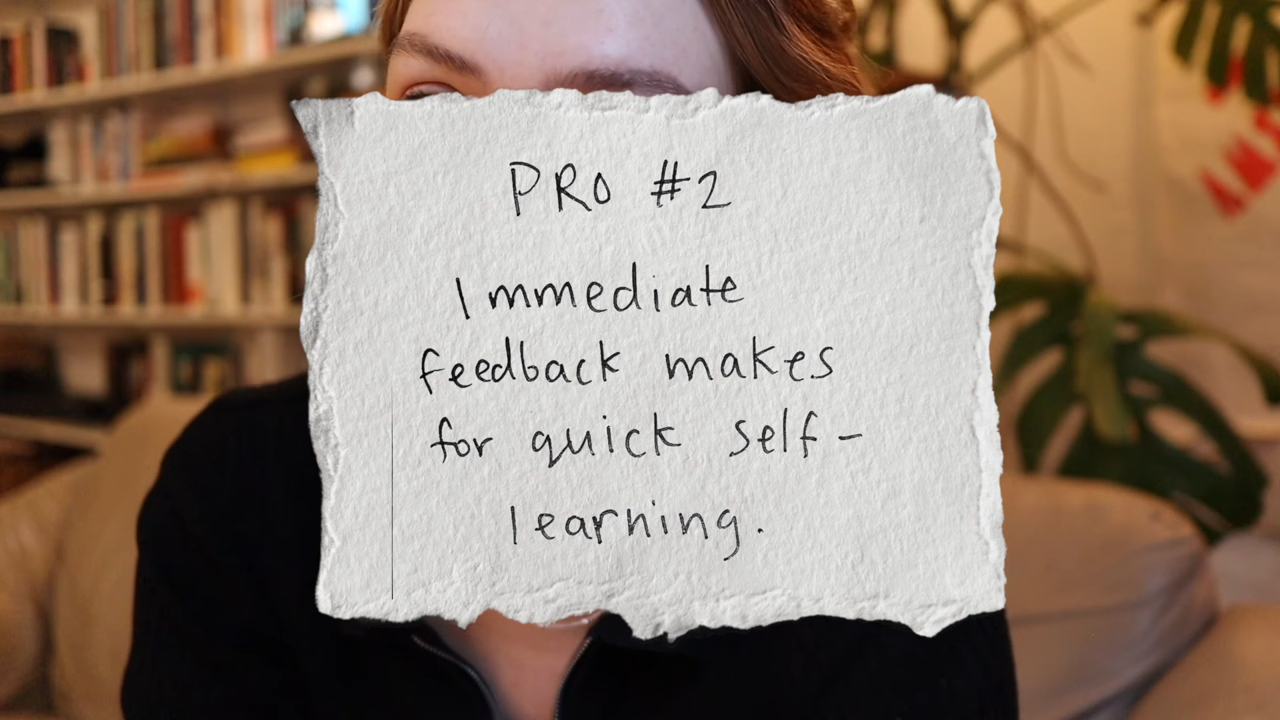 PRO #2
Immediate
feedback makes
for quick self-
learning.